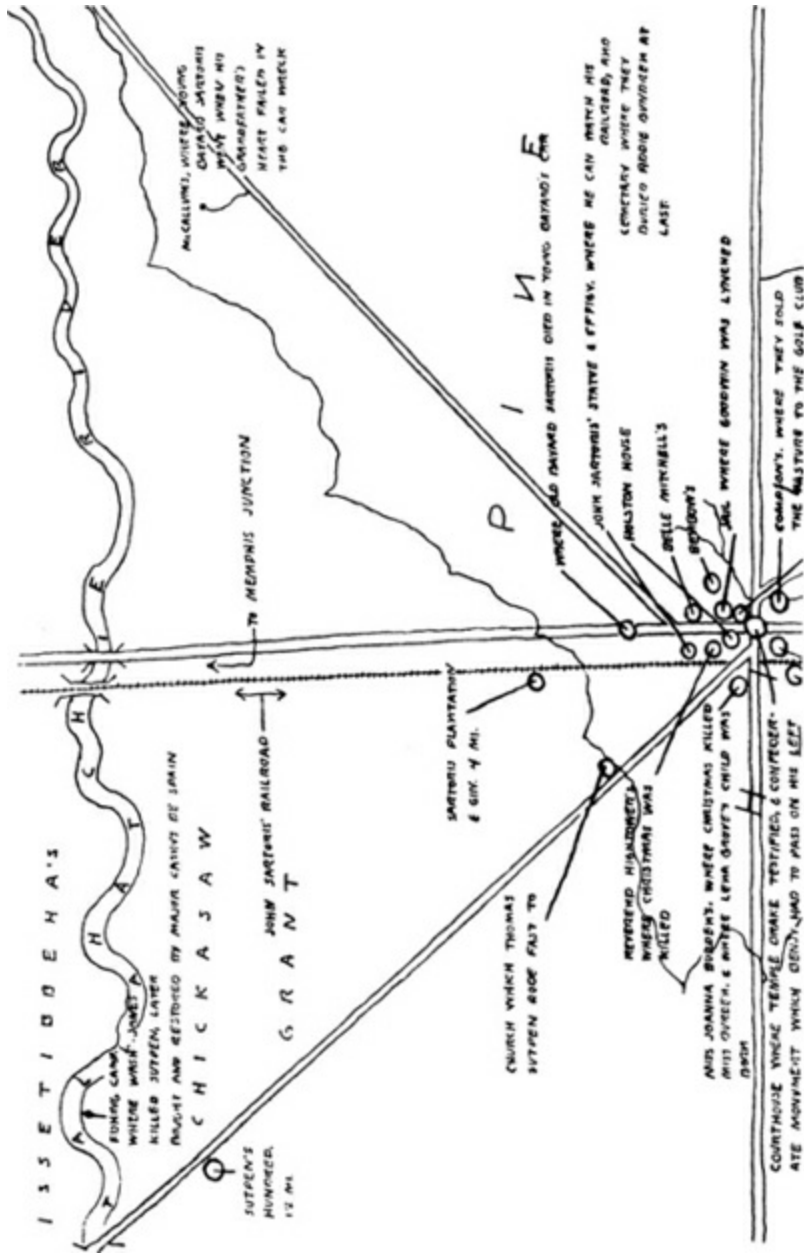 ISSETIBBEHA'S
TALLAHATCHIE RIVER
FISHING CAMP
WHERE WASH JONES
KILLED SUTPEN, LATER
BOUGHT AND RESTORED BY MAJOR CASSIUS DE SPAIN
CHICKASAW
GRANT
SUTPEN'S
HUNDRED,
12 MI.
JOHN SARTORIS' RAILROAD
TO MEMPHIS JUNCTION
McCALLUM'S, WHERE YOUNG
BAYARD SARTORIS
WENT WHEN HIS
GRANDFATHER'S
HEART FAILED IN
THE CAR WRECK
PINE
SARTORIS PLANTATION
& GIN. 4 MI.
CHURCH WHICH THOMAS
SUTPEN RODE FAST TO
WHERE OLD BAYARD SARTORIS DIED IN YOUNG BAYARD'S CAR
JOHN SARTORIS' STATUE & EFFIGY, WHERE HE CAN WATCH HIS
RAILROAD, AND
CEMETERY WHERE THEY
BURIED ADDIE BUNDREN AT
LAST.
HOLSTON HOUSE
BELLE MITCHELL'S
BENBOW'S
JAIL WHERE GOODWIN WAS LYNCHED
REVEREND HIGHTOWER'S,
WHERE CHRISTMAS WAS
KILLED
MISS JOANNA BURDEN'S, WHERE CHRISTMAS KILLED
MISS BURDEN, & WHERE LENA GROVE'S CHILD WAS
BORN
COURTHOUSE WHERE TEMPLE DRAKE TESTIFIED, & CONFEDER-
ATE MONUMENT WHICH BENJY HAD TO PASS ON HIS LEFT
COMPSON'S, WHERE THEY SOLD
THE PASTURE TO THE GOLF CLUB